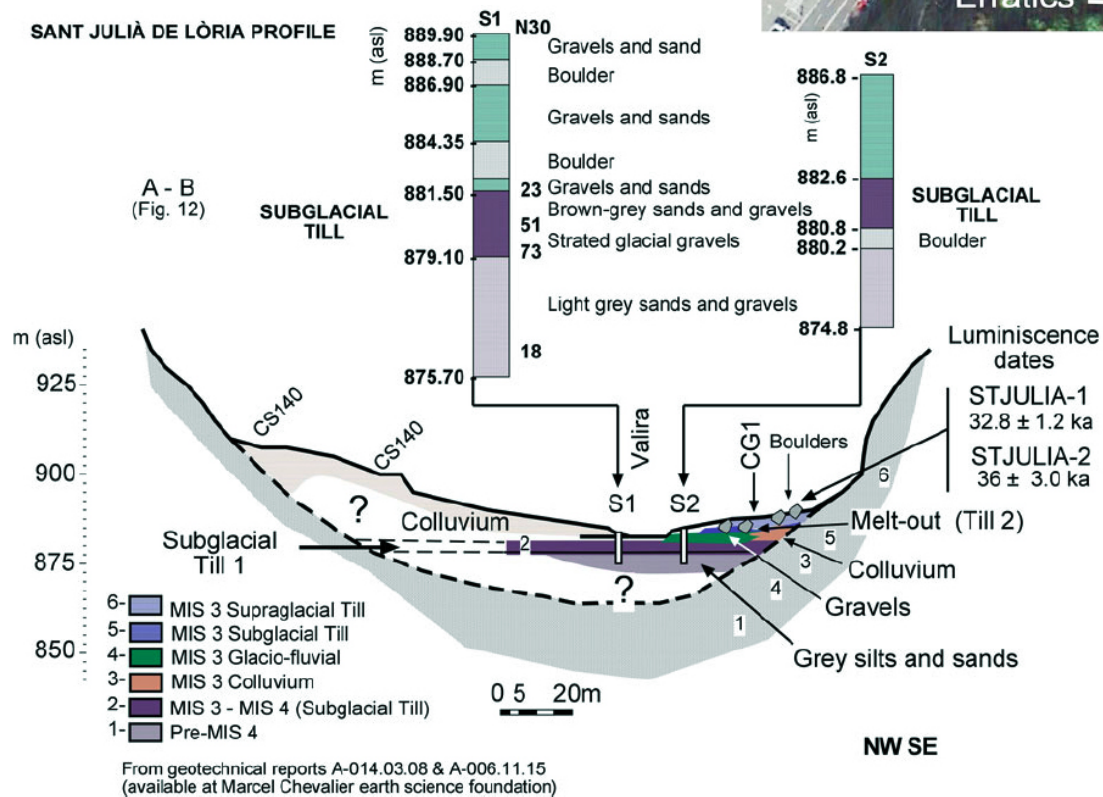 Erratics
SANT JULIÀ DE LÒRIA PROFILE
S1
N30
m (asl)
889.90
888.70
886.90
884.35
881.50
879.10
875.70
23
51
73
18
Gravels and sand
Boulder
Gravels and sands
Boulder
Gravels and sands
Brown-grey sands and gravels
Strated glacial gravels
Light grey sands and gravels
SUBGLACIAL
TILL
A - B
(Fig. 12)
S2
m (asl)
886.8
882.6
880.8
880.2
874.8
SUBGLACIAL
TILL
Boulder
Luminiscence
dates
STJULIA-1
32.8 ± 1.2 ka
STJULIA-2
36 ± 3.0 ka
m (asl)
925
900
875
850
CS140
CS140
Valira
CG1
Boulders
S1
S2
6
?
Colluvium
Melt-out (Till 2)
5
Subglacial
Till 1
2
3
Colluvium
?
4
Gravels
1
Grey silts and sands
6- MIS 3 Supraglacial Till
5- MIS 3 Subglacial Till
4- MIS 3 Glacio-fluvial
3- MIS 3 Colluvium
2- MIS 3 - MIS 4 (Subglacial Till)
1- Pre-MIS 4
0 5 20m
NW SE
From geotechnical reports A-014.03.08 & A-006.11.15
(available at Marcel Chevalier earth science foundation)